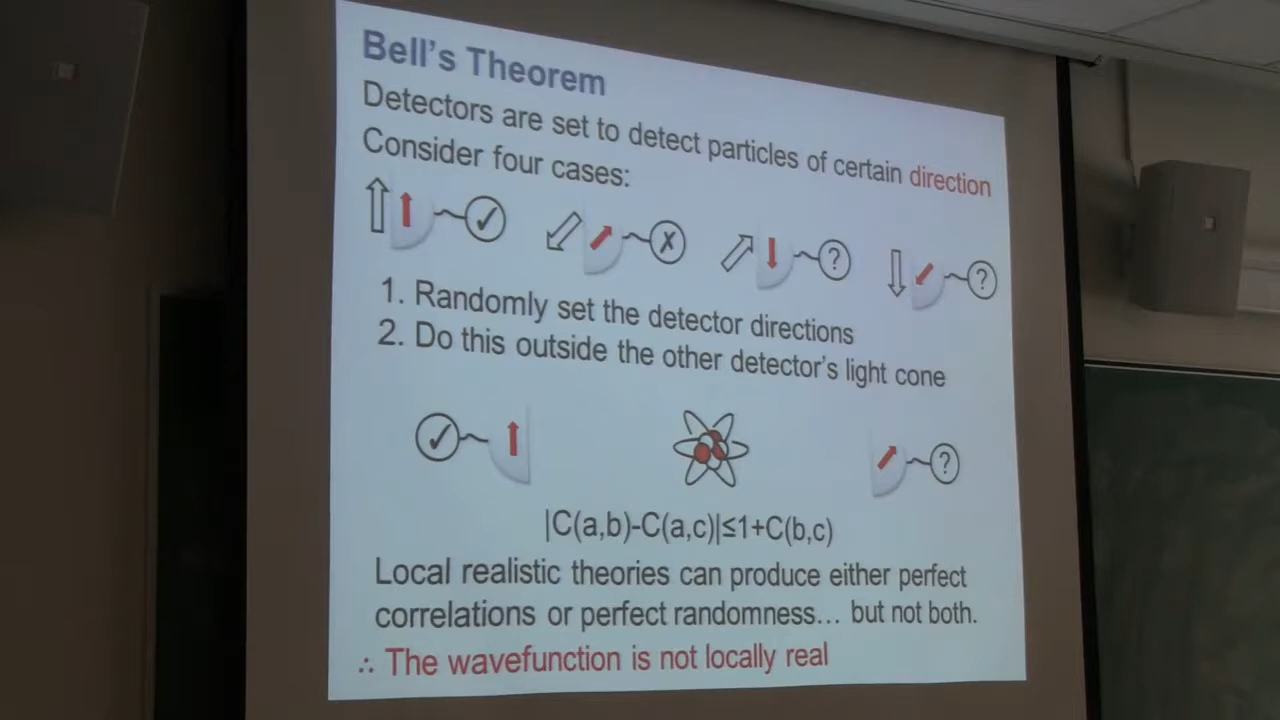 Bell's Theorem
Detectors are set to detect particles of certain direction
Consider four cases:
✓ x ? ?
1. Randomly set the detector directions
2. Do this outside the other detector's light cone
✓ ?
|C(a,b)-C(a,c)|≤1+C(b,c)
Local realistic theories can produce either perfect
correlations or perfect randomness... but not both.
∴ The wavefunction is not locally real